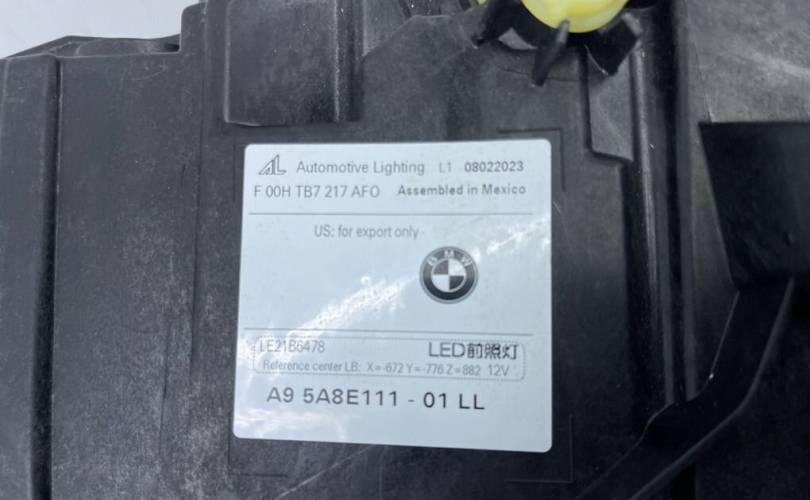 AL Automotive Lighting L1 08022023
F 00H TB7 217 AFO Assembled in Mexico
US: for export only
BMW
LE21B6478 LED前照灯
Reference center LB: X=-672 Y=-776 Z=882 12V
A9 5A8E111 - 01 LL